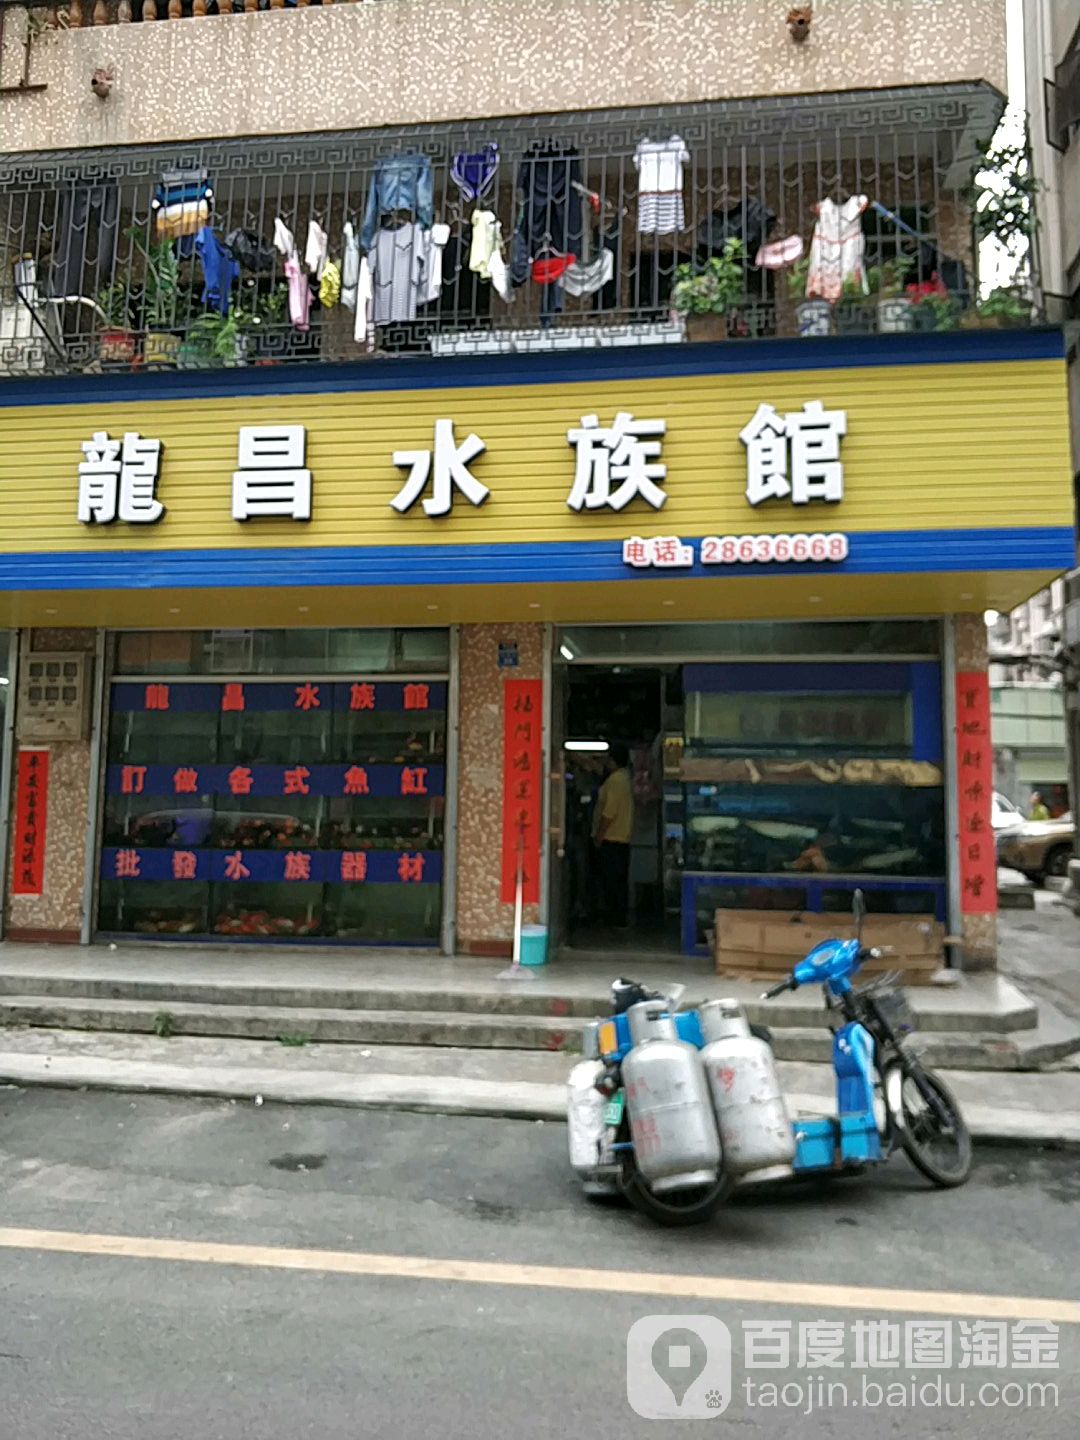 龍昌水族館
电话:28636668
龍昌水族館
訂做各式魚缸
批發水族器材
百度地图淘金
taojin.baidu.com